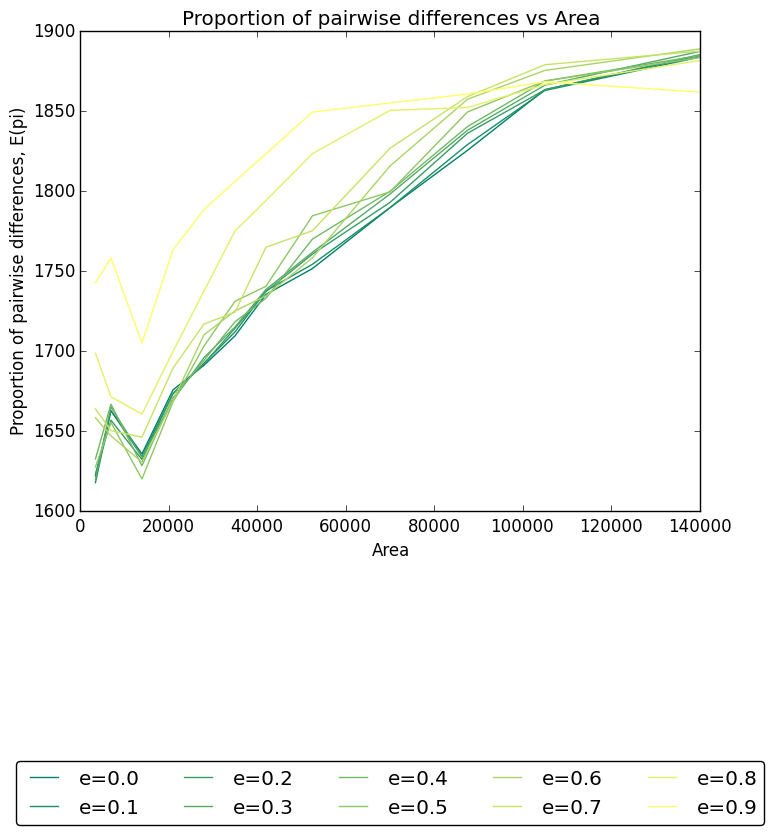 Proportion of pairwise differences vs Area
1900
1850
1800
1750
1700
1650
1600
Proportion of pairwise differences, E(pi)
0 20000 40000 60000 80000 100000 120000 140000
Area
e=0.0 e=0.2 e=0.4 e=0.6 e=0.8
e=0.1 e=0.3 e=0.5 e=0.7 e=0.9